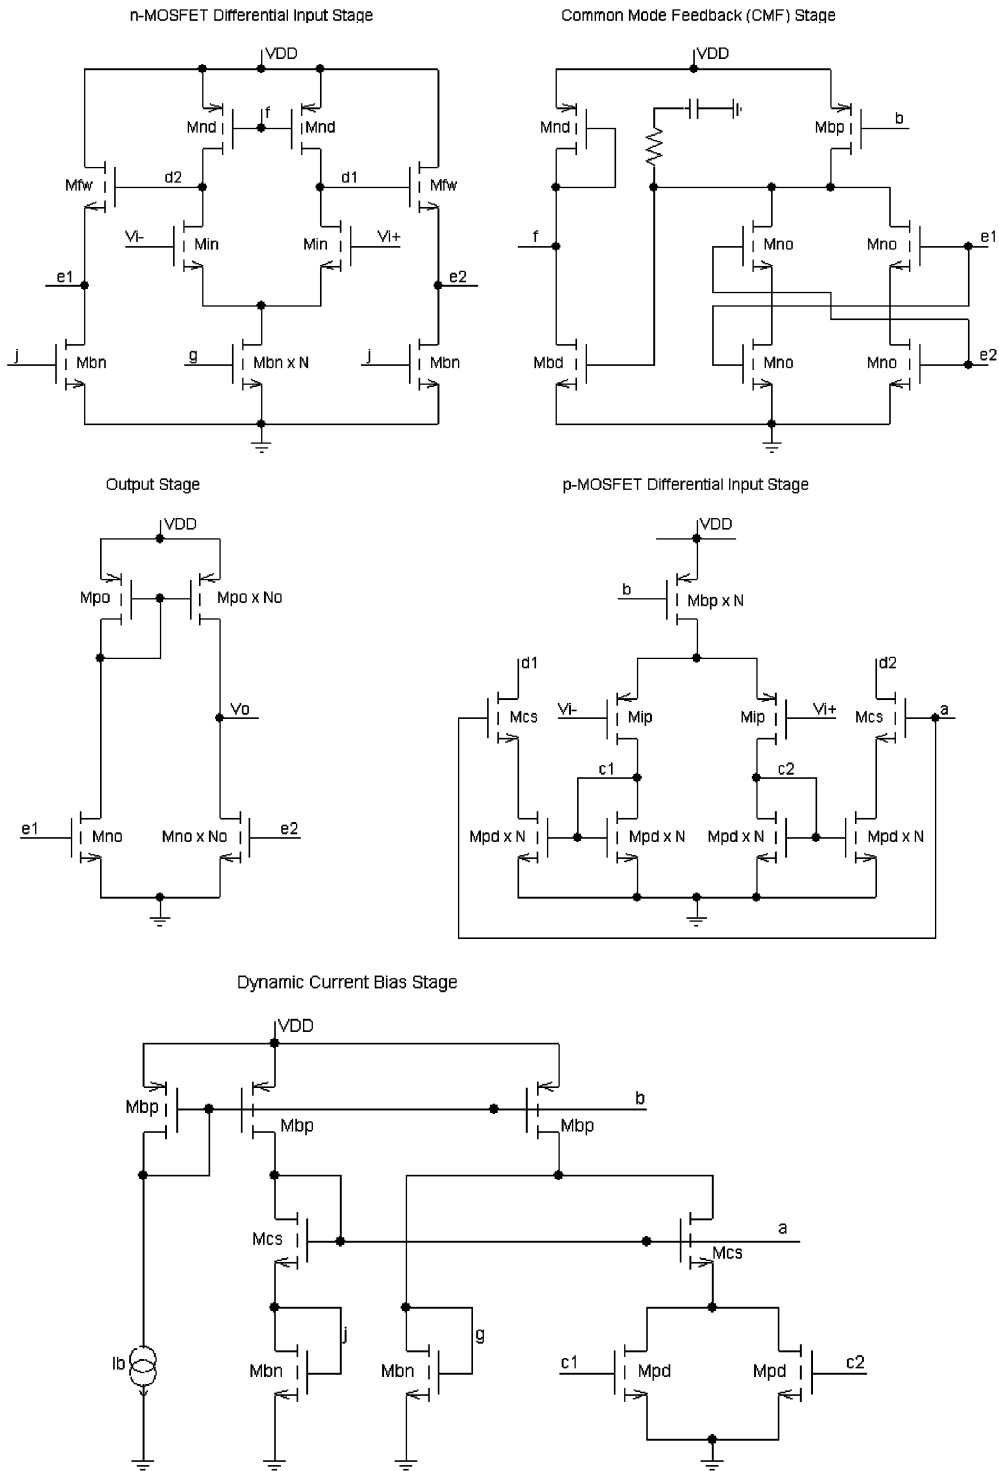 n-MOSFET Differential Input Stage
VDD
Mnd
f
Mnd
Mfw
d2
d1
Mfw
Vi-
Min
Min
Vi+
e1
e2
j
Mbn
g
Mbn x N
j
Mbn
Common Mode Feedback (CMF) Stage
VDD
Mnd
Mbp
b
f
Mno
Mno
e1
Mbd
Mno
Mno
e2
Output Stage
VDD
Mpo
Mpo x No
Vo
e1
Mno
Mno x No
e2
p-MOSFET Differential Input Stage
VDD
b
Mbp x N
d1
d2
Mcs
Vi-
Mip
Mip
Vi+
Mcs
a
c1
c2
Mpd x N
Mpd x N
Mpd x N
Mpd x N
Dynamic Current Bias Stage
VDD
Mbp
Mbp
Mbp
b
Mcs
a
Mcs
j
g
Ib
Mbn
Mbn
c1
Mpd
Mpd
c2